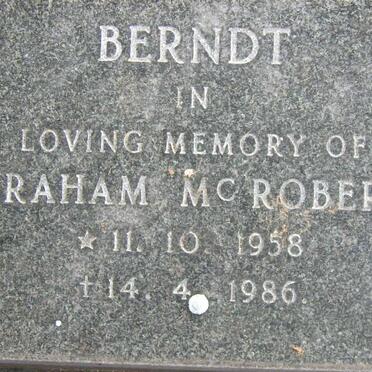 BERNDT
IN
LOVING MEMORY OF
RAHAM MCROBER
* 11. 10 1958
† 14. 4. 1986.